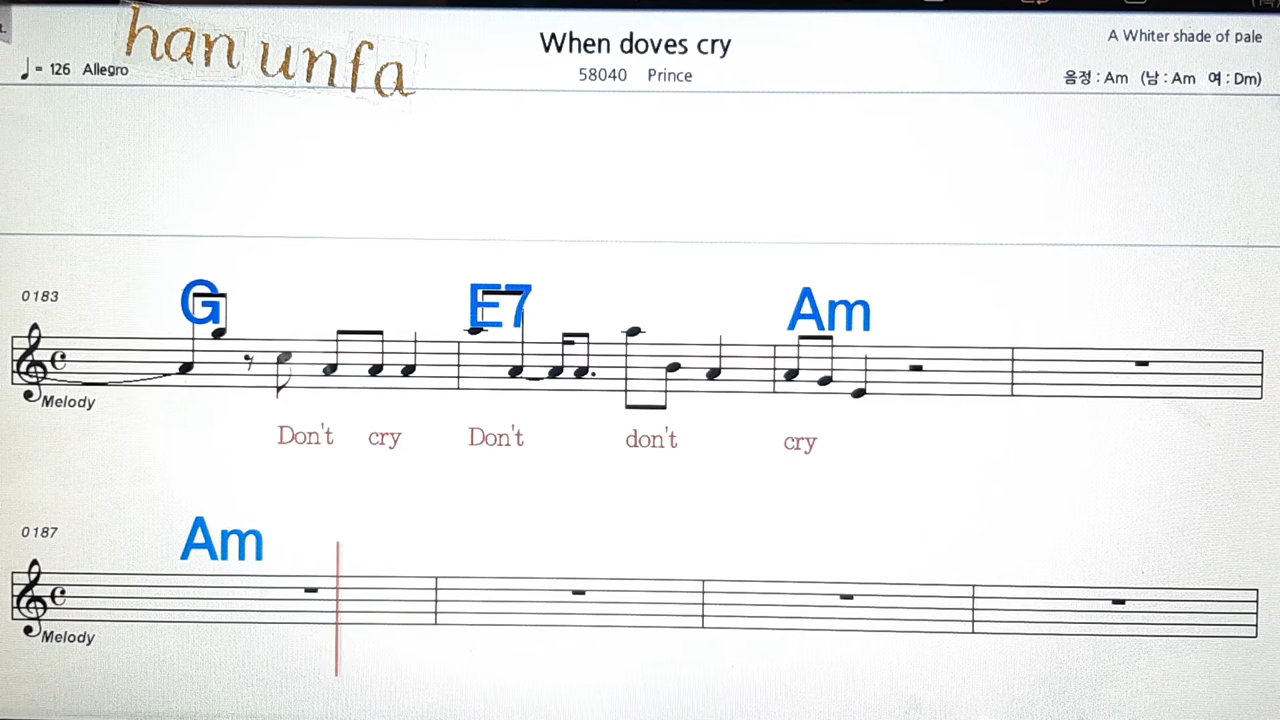 han unfa
When doves cry
A Whiter shade of pale
= 126 Allegro
58040 Prince
음정 : Am (남 : Am 여 : Dm)
0183
G E7 Am
Melody
Don't cry Don't don't cry
0187
Am
Melody